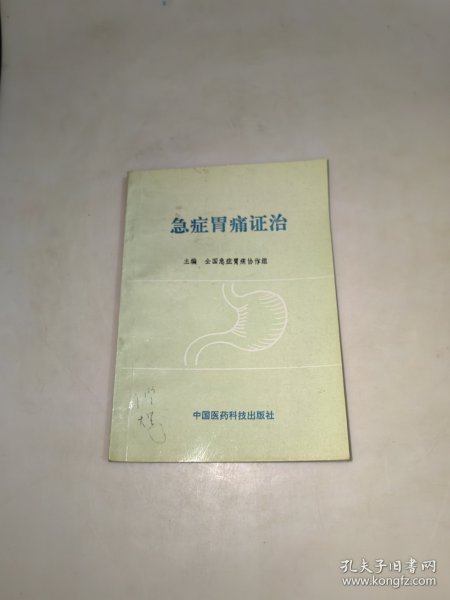 急症胃痛证治
主编 全国急症胃痛协作组
中国医药科技出版社
孔夫子旧书网
www.kongfz.com